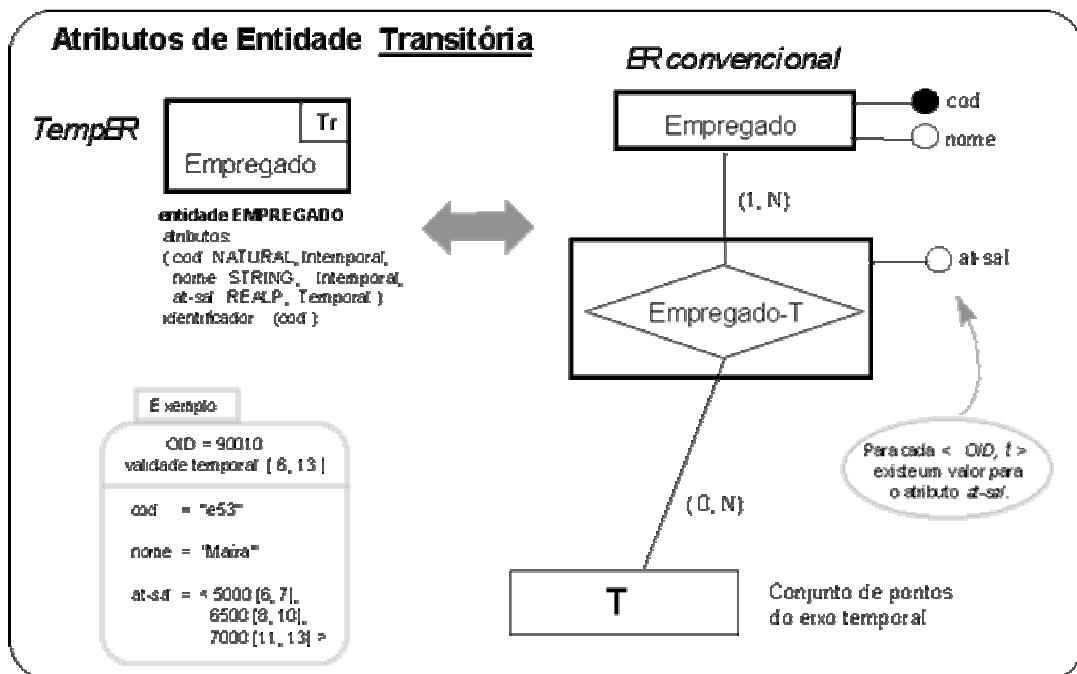 Atributos de Entidade Transitória
TempER
Tr
Empregado
entidade EMPREGADO
atributos:
( cod NATURAL, Intemporal,
nome STRING, Intemporal,
at-sal REALP, Temporal )
identificador (cod )
Exemplo
OID = 90010
validade temporal [ 6, 13 ]
cod = "e53"
nome = "Maira"
at-sal = < 5000 [6, 7],
6500 [8, 10],
7000 [11, 13] >
ER convencional
Empregado
cod
nome
(1, N)
Empregado-T
at-sal
Para cada < OID, t >
existe um valor para
o atributo at-sal.
( 0, N)
T
Conjunto de pontos
do eixo temporal